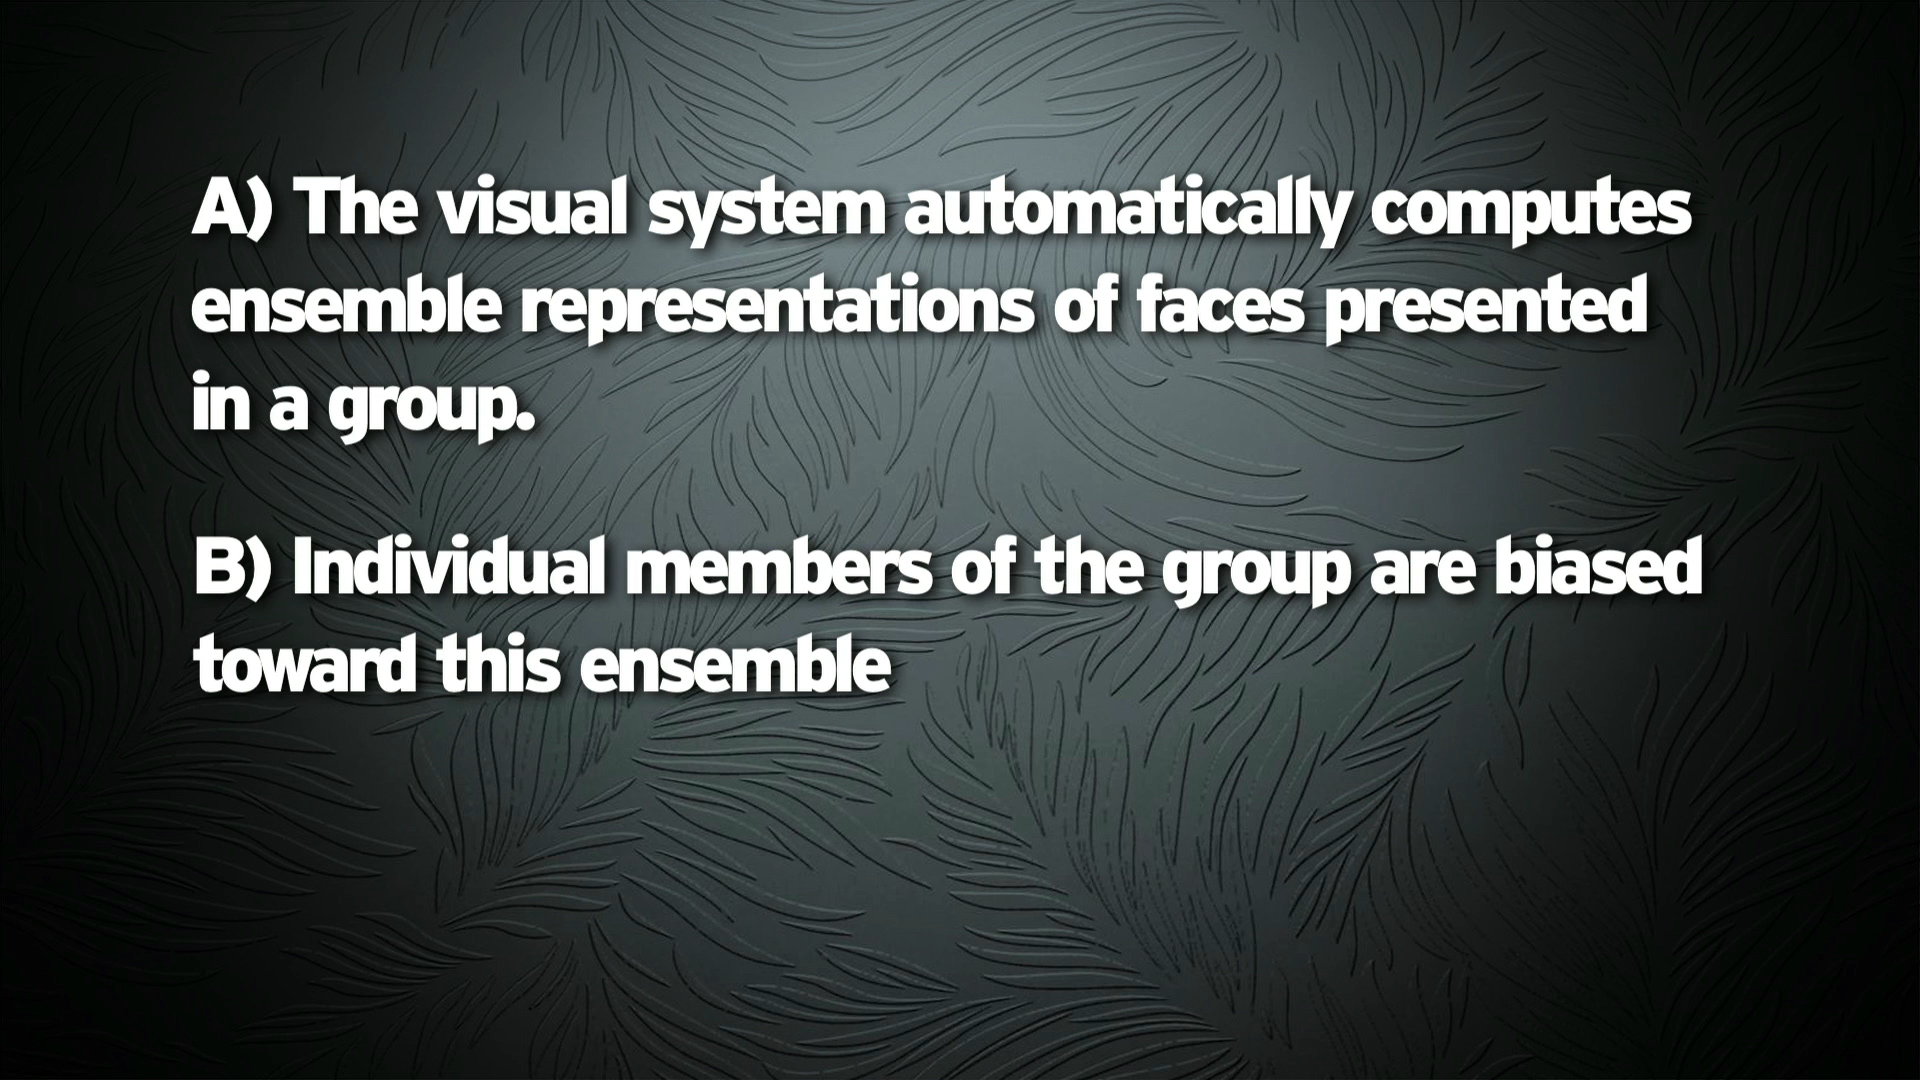 A) The visual system automatically computes
ensemble representations of faces presented
in a group.
B) Individual members of the group are biased
toward this ensemble